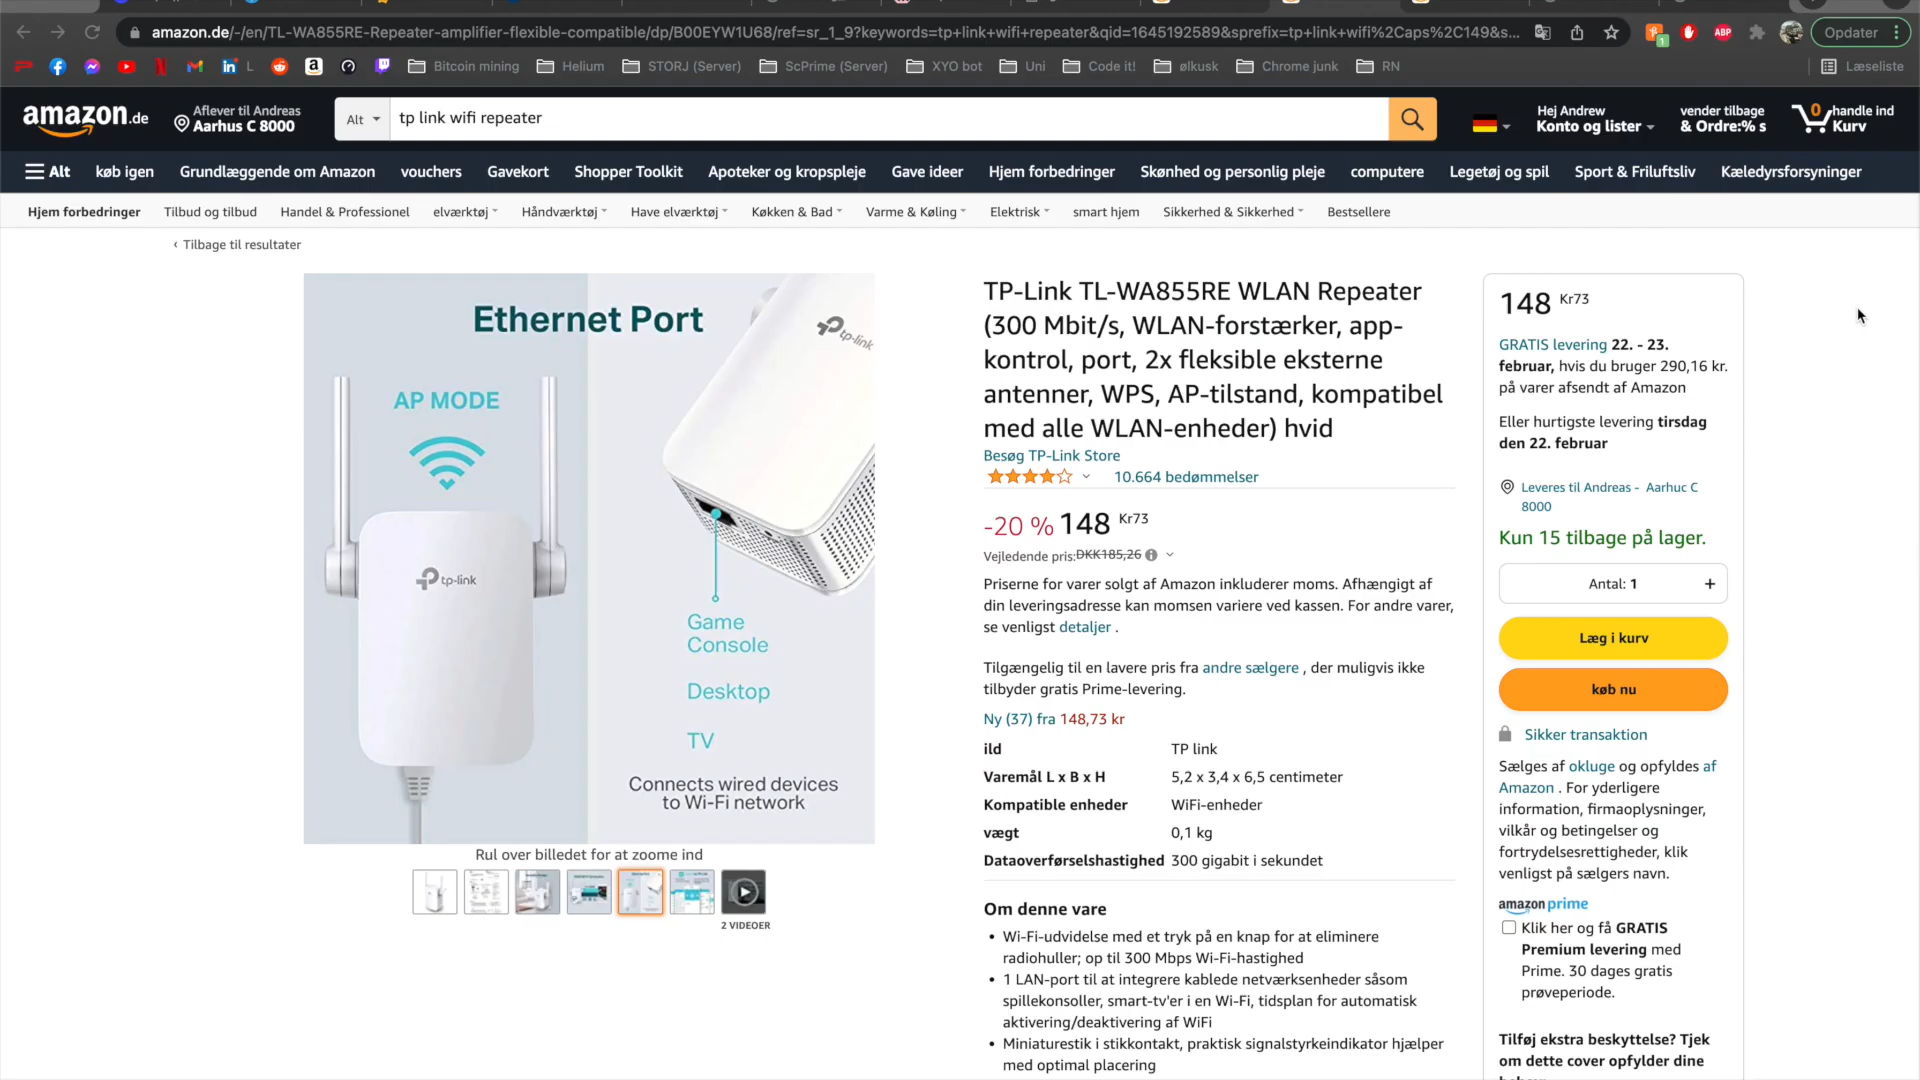 amazon.de/-/en/TL-WA855RE-Repeater-amplifier-flexible-compatible/dp/B00EYW1U68/ref=sr_1_9?keywords=tp+link+wifi+repeater&qid=1645192589&sprefix=tp+link+wifi%2Caps%2C149&s...
ABP
Opdater
L
Bitcoin mining
Helium
STORJ (Server)
ScPrime (Server)
XYO bot
Uni
Code it!
ølkusk
Chrome junk
RN
Læseliste
amazon.de
Aflever til Andreas
Aarhus C 8000
Alt
tp link wifi repeater
Hej Andrew
Konto og lister
vender tilbage
& Ordre:% s
0
handle ind
Kurv
Alt
køb igen
Grundlæggende om Amazon
vouchers
Gavekort
Shopper Toolkit
Apoteker og kropspleje
Gave ideer
Hjem forbedringer
Skønhed og personlig pleje
computere
Legetøj og spil
Sport & Friluftsliv
Kæledyrsforsyninger
Hjem forbedringer
Tilbud og tilbud
Handel & Professionel
elværktøj
Håndværktøj
Have elværktøj
Køkken & Bad
Varme & Køling
Elektrisk
smart hjem
Sikkerhed & Sikkerhed
Bestsellere
‹ Tilbage til resultater
Ethernet Port
AP MODE
tp-link
tp-link
Game
Console
Desktop
TV
Connects wired devices
to Wi-Fi network
Rul over billedet for at zoome ind
2 VIDEOER
TP-Link TL-WA855RE WLAN Repeater
(300 Mbit/s, WLAN-forstærker, app-
kontrol, port, 2x fleksible eksterne
antenner, WPS, AP-tilstand, kompatibel
med alle WLAN-enheder) hvid
Besøg TP-Link Store
10.664 bedømmelser
-20 % 148 Kr73
Vejledende pris:DKK185,26
Priserne for varer solgt af Amazon inkluderer moms. Afhængigt af
din leveringsadresse kan momsen variere ved kassen. For andre varer,
se venligst detaljer .
Tilgængelig til en lavere pris fra andre sælgere , der muligvis ikke
tilbyder gratis Prime-levering.
Ny (37) fra 148,73 kr
ild TP link
Varemål L x B x H 5,2 x 3,4 x 6,5 centimeter
Kompatible enheder WiFi-enheder
vægt 0,1 kg
Dataoverførselshastighed 300 gigabit i sekundet
Om denne vare
• Wi-Fi-udvidelse med et tryk på en knap for at eliminere
radiohuller; op til 300 Mbps Wi-Fi-hastighed
• 1 LAN-port til at integrere kablede netværksenheder såsom
spillekonsoller, smart-tv'er i en Wi-Fi, tidsplan for automatisk
aktivering/deaktivering af WiFi
• Miniaturestik i stikkontakt, praktisk signalstyrkeindikator hjælper
med optimal placering
148 Kr73
GRATIS levering 22. - 23.
februar, hvis du bruger 290,16 kr.
på varer afsendt af Amazon
Eller hurtigste levering tirsdag
den 22. februar
Leveres til Andreas - Aarhuc C
8000
Kun 15 tilbage på lager.
Antal: 1 +
Læg i kurv
køb nu
Sikker transaktion
Sælges af okluge og opfyldes af
Amazon . For yderligere
information, firmaoplysninger,
vilkår og betingelser og
fortrydelsesrettigheder, klik
venligst på sælgers navn.
amazon prime
Klik her og få GRATIS
Premium levering med
Prime. 30 dages gratis
prøveperiode.
Tilføj ekstra beskyttelse? Tjek
om dette cover opfylder dine